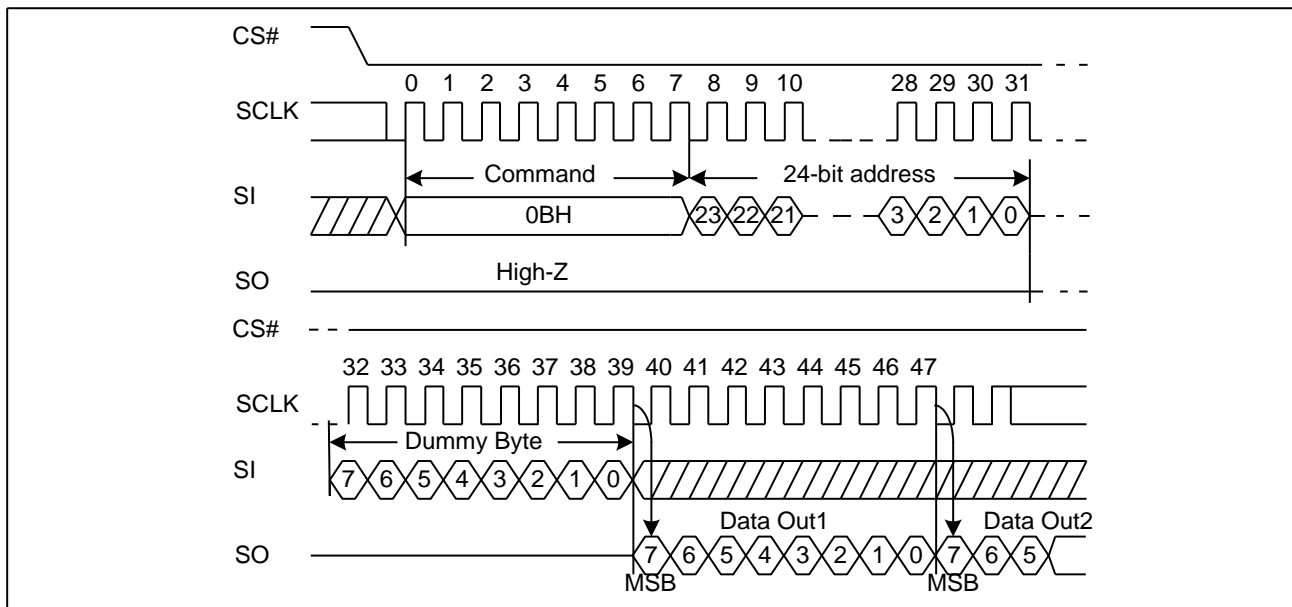 CS#
0 1 2 3 4 5 6 7 8 9 10 28 29 30 31
SCLK
Command 24-bit address
SI
0BH 23 22 21 3 2 1 0
High-Z
SO
CS#
32 33 34 35 36 37 38 39 40 41 42 43 44 45 46 47
SCLK
Dummy Byte
SI
7 6 5 4 3 2 1 0
Data Out1 Data Out2
SO
7 6 5 4 3 2 1 0 7 6 5
MSB MSB